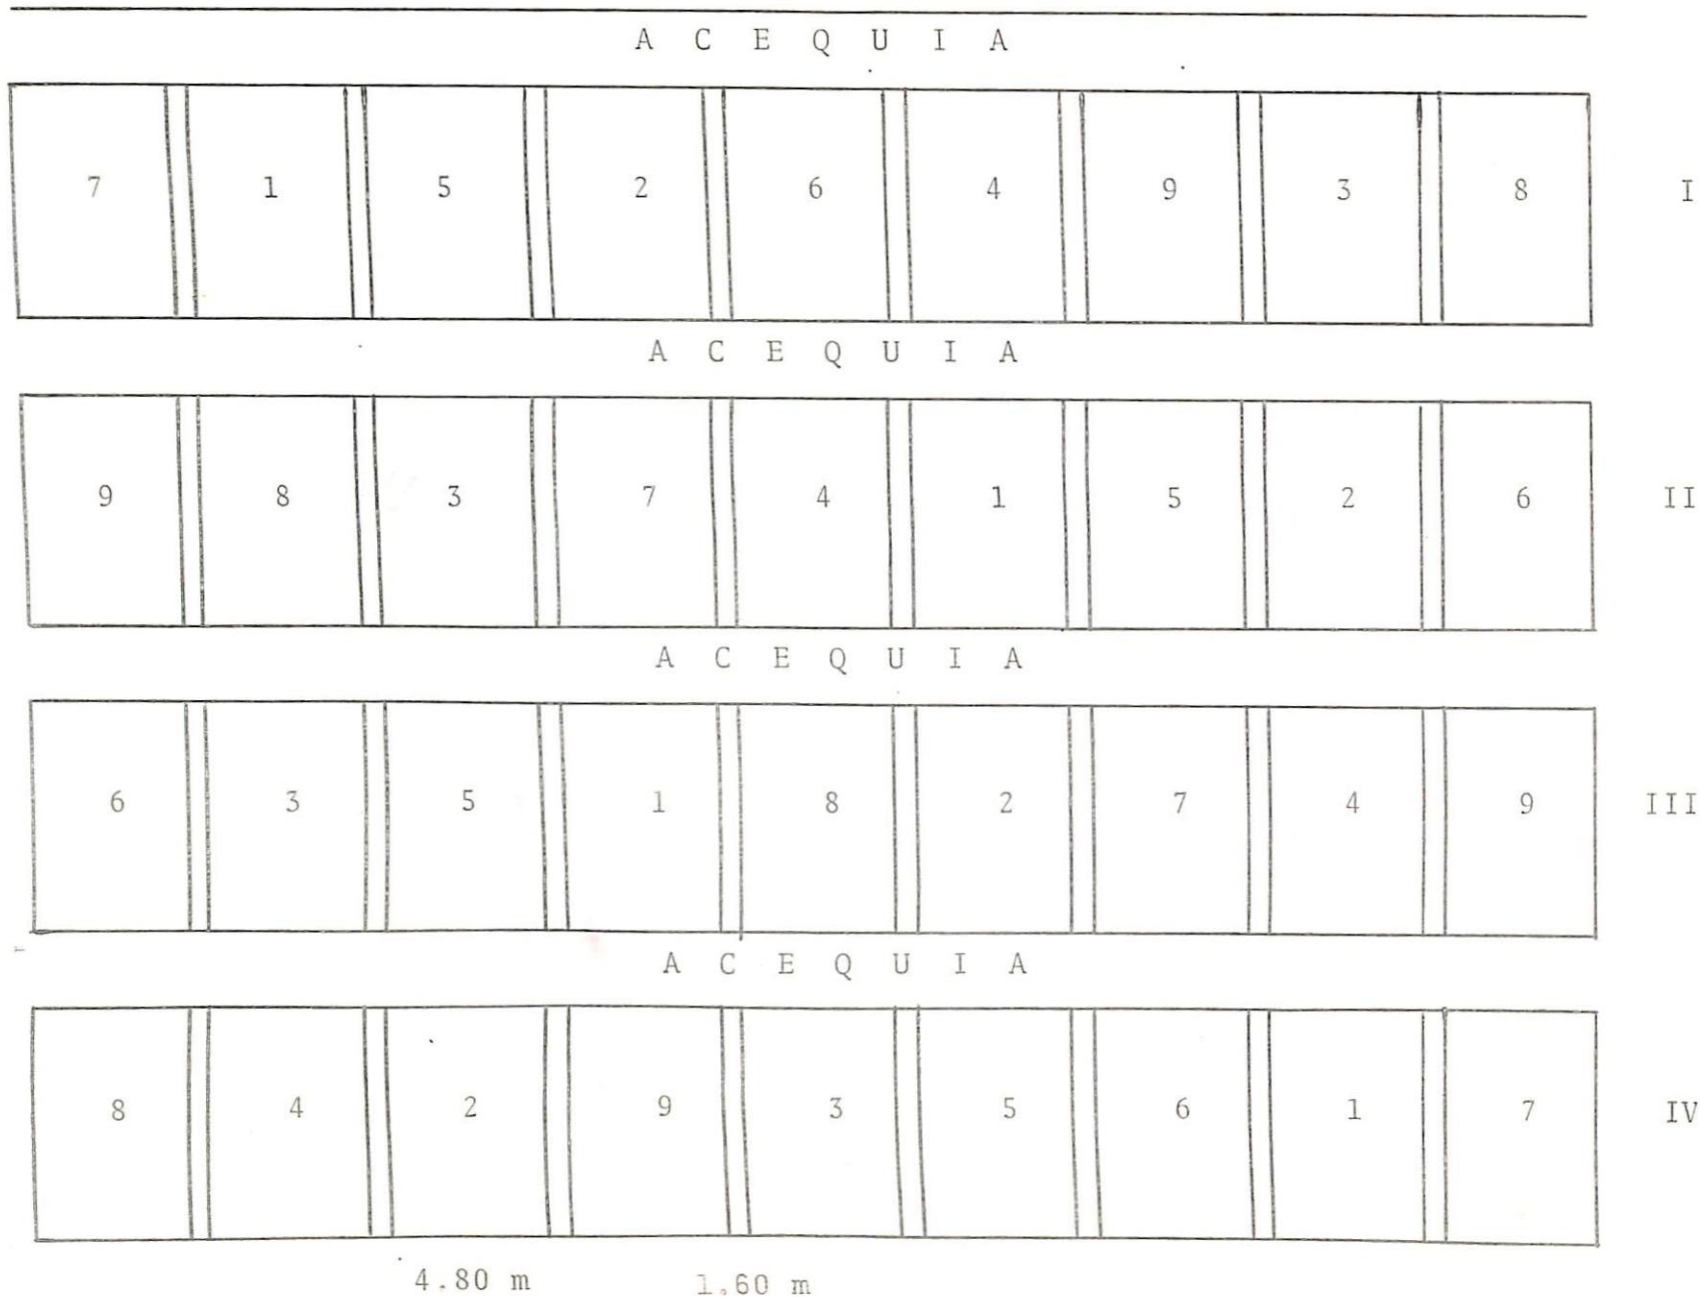 A C E Q U I A
7 1 5 2 6 4 9 3 8 I
A C E Q U I A
9 8 3 7 4 1 5 2 6 II
A C E Q U I A
6 3 5 1 8 2 7 4 9 III
A C E Q U I A
8 4 2 9 3 5 6 1 7 IV
4.80 m 1.60 m